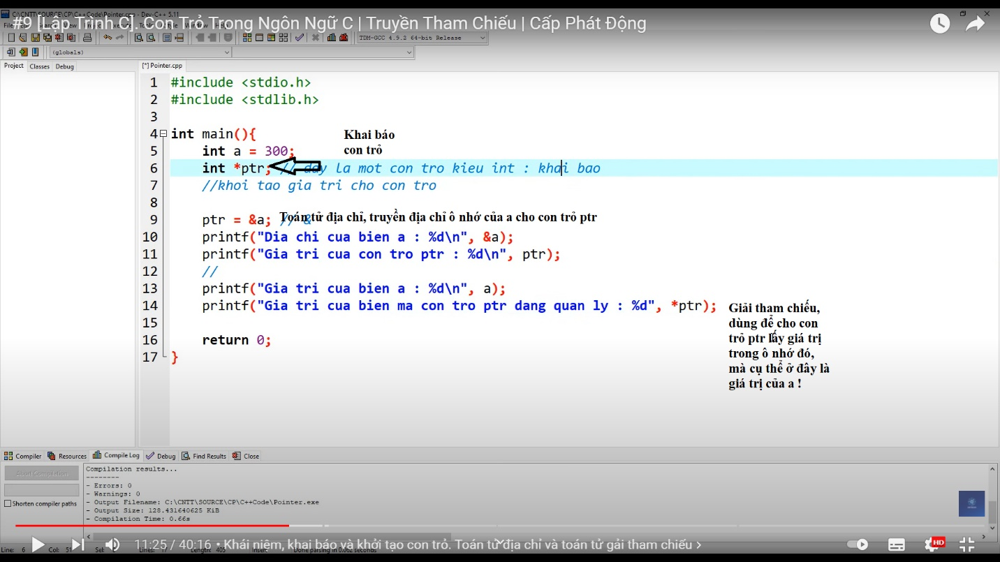 C:\CNTT\SOURCE\CP\C++Code\Pointer.cpp - Dev-C++ 5.11
#9 [Lập Trình C]. Con Trỏ Trong Ngôn Ngữ C | Truyền Tham Chiếu | Cấp Phát Động
TDM-GCC 4.9.2 64-bit Release
(globals)
Project Classes Debug
[*] Pointer.cpp
1 #include <stdio.h>
2 #include <stdlib.h>
3
4 int main(){
Khai báo
con trỏ
5 int a = 300;
6 int *ptr; // day la mot con tro kieu int : khai bao
7 //khoi tao gia tri cho con tro
8
9 ptr = &a; // &
Toán tử địa chỉ, truyền địa chỉ ô nhớ của a cho con trỏ ptr
10 printf("Dia chi cua bien a : %d\n", &a);
11 printf("Gia tri cua con tro ptr : %d\n", ptr);
12 //
13 printf("Gia tri cua bien a : %d\n", a);
14 printf("Gia tri cua bien ma con tro ptr dang quan ly : %d", *ptr);
15
16 return 0;
17 }
Giải tham chiếu,
dùng để cho con
trỏ ptr lấy giá trị
trong ô nhớ đó,
mà cụ thể ở đây là
giá trị của a !
Compiler Resources Compile Log Debug Find Results Close
Abort Compilation
Shorten compiler paths
Compilation results...
--------
- Errors: 0
- Warnings: 0
- Output Filename: C:\CNTT\SOURCE\CP\C++Code\Pointer.exe
- Output Size: 128.431640625 KiB
- Compilation Time: 0.66s
11:25 / 40:16 • Khái niệm, khai báo và khởi tạo con trỏ. Toán tử địa chỉ và toán tử gải tham chiếu
HD
Line: 6 Col: 51 Sel: Lines: 17 Length: 405 Insert Done parsing in 0.062 seconds